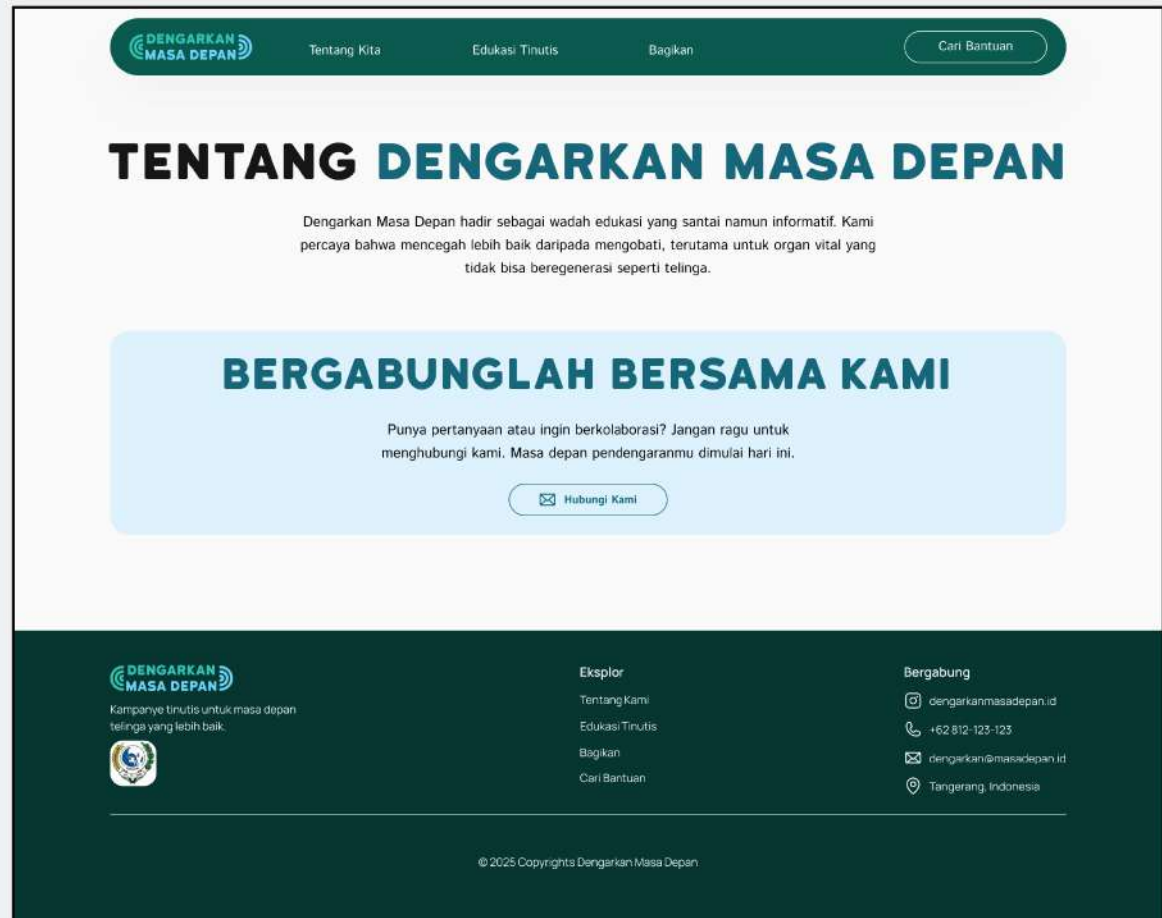 DENGARKAN
MASA DEPAN
Tentang Kita
Edukasi Tinutis
Bagikan
Cari Bantuan
TENTANG DENGARKAN MASA DEPAN
Dengarkan Masa Depan hadir sebagai wadah edukasi yang santai namun informatif. Kami
percaya bahwa mencegah lebih baik daripada mengobati, terutama untuk organ vital yang
tidak bisa beregenerasi seperti telinga.
BERGABUNGLAH BERSAMA KAMI
Punya pertanyaan atau ingin berkolaborasi? Jangan ragu untuk
menghubungi kami. Masa depan pendengaranmu dimulai hari ini.
Hubungi Kami
DENGARKAN
MASA DEPAN
Kampanye tinutis untuk masa depan
telinga yang lebih baik.
Eksplor
Tentang Kami
Edukasi Tinutis
Bagikan
Cari Bantuan
Bergabung
dengarkanmasadepan.id
+62 812-123-123
dengarkan@masadepan.id
Tangerang, Indonesia
© 2025 Copyrights Dengarkan Masa Depan